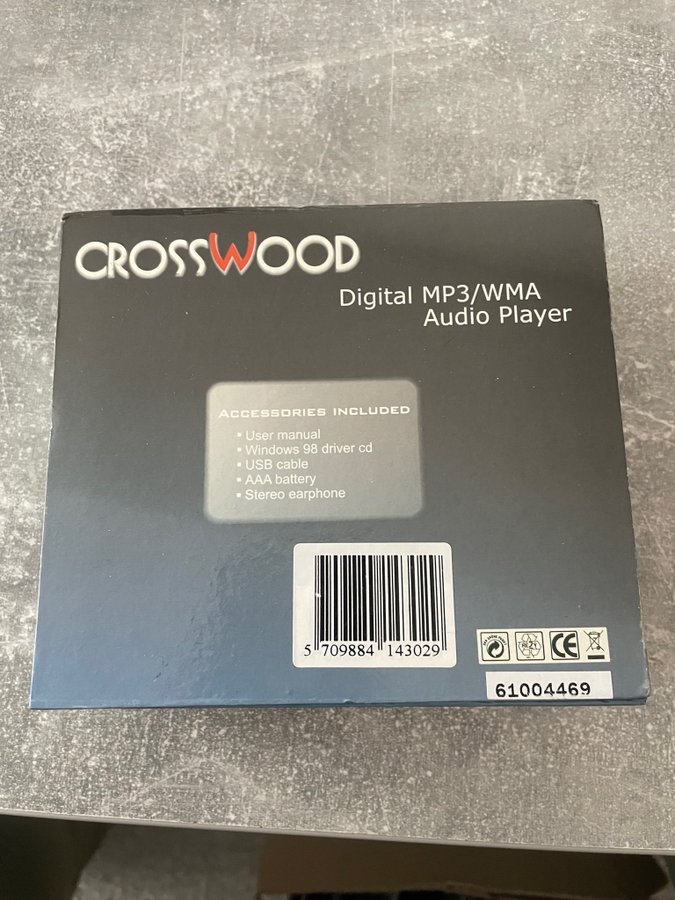 CROSSWOOD
Digital MP3/WMA
Audio Player
ACCESSORIES INCLUDED
▪ User manual
▪ Windows 98 driver cd
▪ USB cable
▪ AAA battery
▪ Stereo earphone
5 709884 143029
CE
61004469